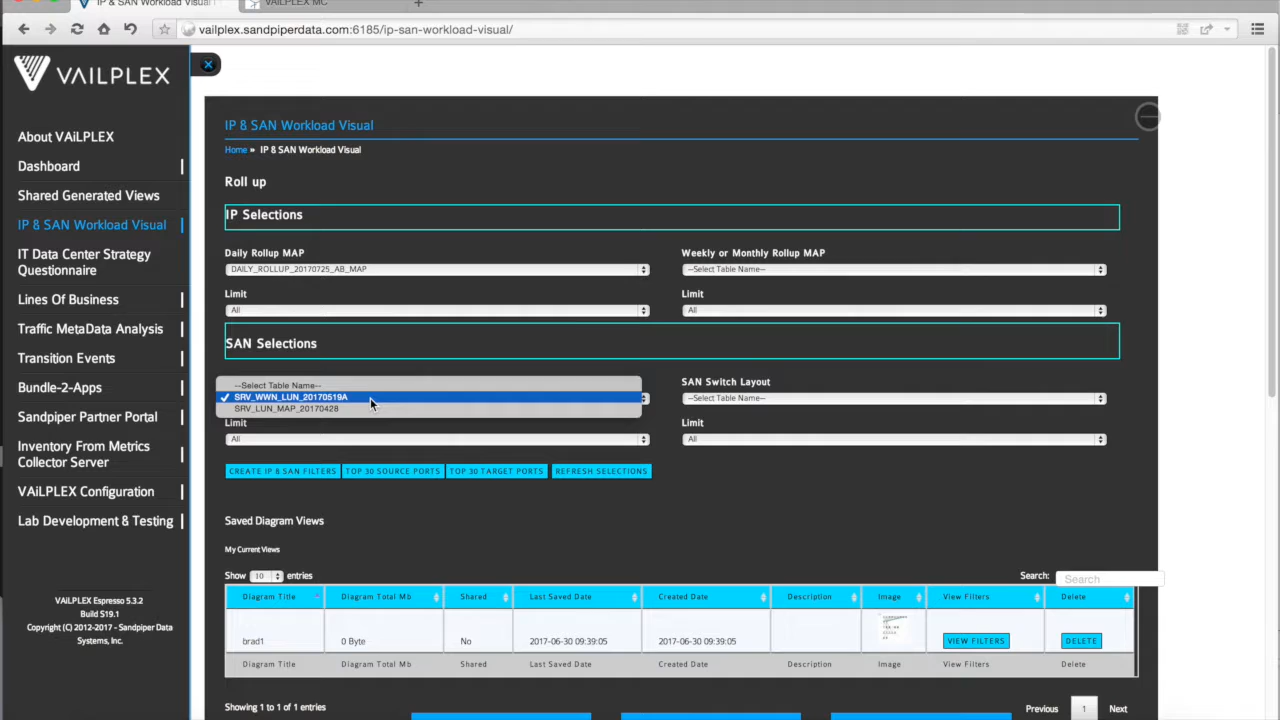 IP & SAN Workload Visual
VAILPLEX MC
vailplex.sandpiperdata.com:6185/ip-san-workload-visual/
VAILPLEX
About VAiLPLEX
Dashboard
Shared Generated Views
IP & SAN Workload Visual
IT Data Center Strategy
Questionnaire
Lines Of Business
Traffic MetaData Analysis
Transition Events
Bundle-2-Apps
Sandpiper Partner Portal
Inventory From Metrics
Collector Server
VAiLPLEX Configuration
Lab Development & Testing
VAiLPLEX Espresso 5.3.2
Build 519.1
Copyright (C) 2012-2017 - Sandpiper Data
Systems, Inc.
IP & SAN Workload Visual
Home » IP & SAN Workload Visual
Roll up
IP Selections
Daily Rollup MAP
Weekly or Monthly Rollup MAP
DAILY_ROLLUP_20170725_AB_MAP
--Select Table Name--
Limit
Limit
All
All
SAN Selections
SAN Switch Layout
--Select Table Name--
✓ SRV_WWN_LUN_20170519A
SRV_LUN_MAP_20170428
--Select Table Name--
Limit
Limit
All
All
CREATE IP & SAN FILTERS
TOP 30 SOURCE PORTS
TOP 30 TARGET PORTS
REFRESH SELECTIONS
Saved Diagram Views
My Current Views
Show 10 entries
Search: Search
Diagram Title Diagram Total Mb Shared Last Saved Date Created Date Description Image View Filters Delete
brad1 0 Byte No 2017-06-30 09:39:05 2017-06-30 09:39:05 VIEW FILTERS DELETE
Diagram Title Diagram Total Mb Shared Last Saved Date Created Date Description Image View Filters Delete
Showing 1 to 1 of 1 entries
Previous 1 Next